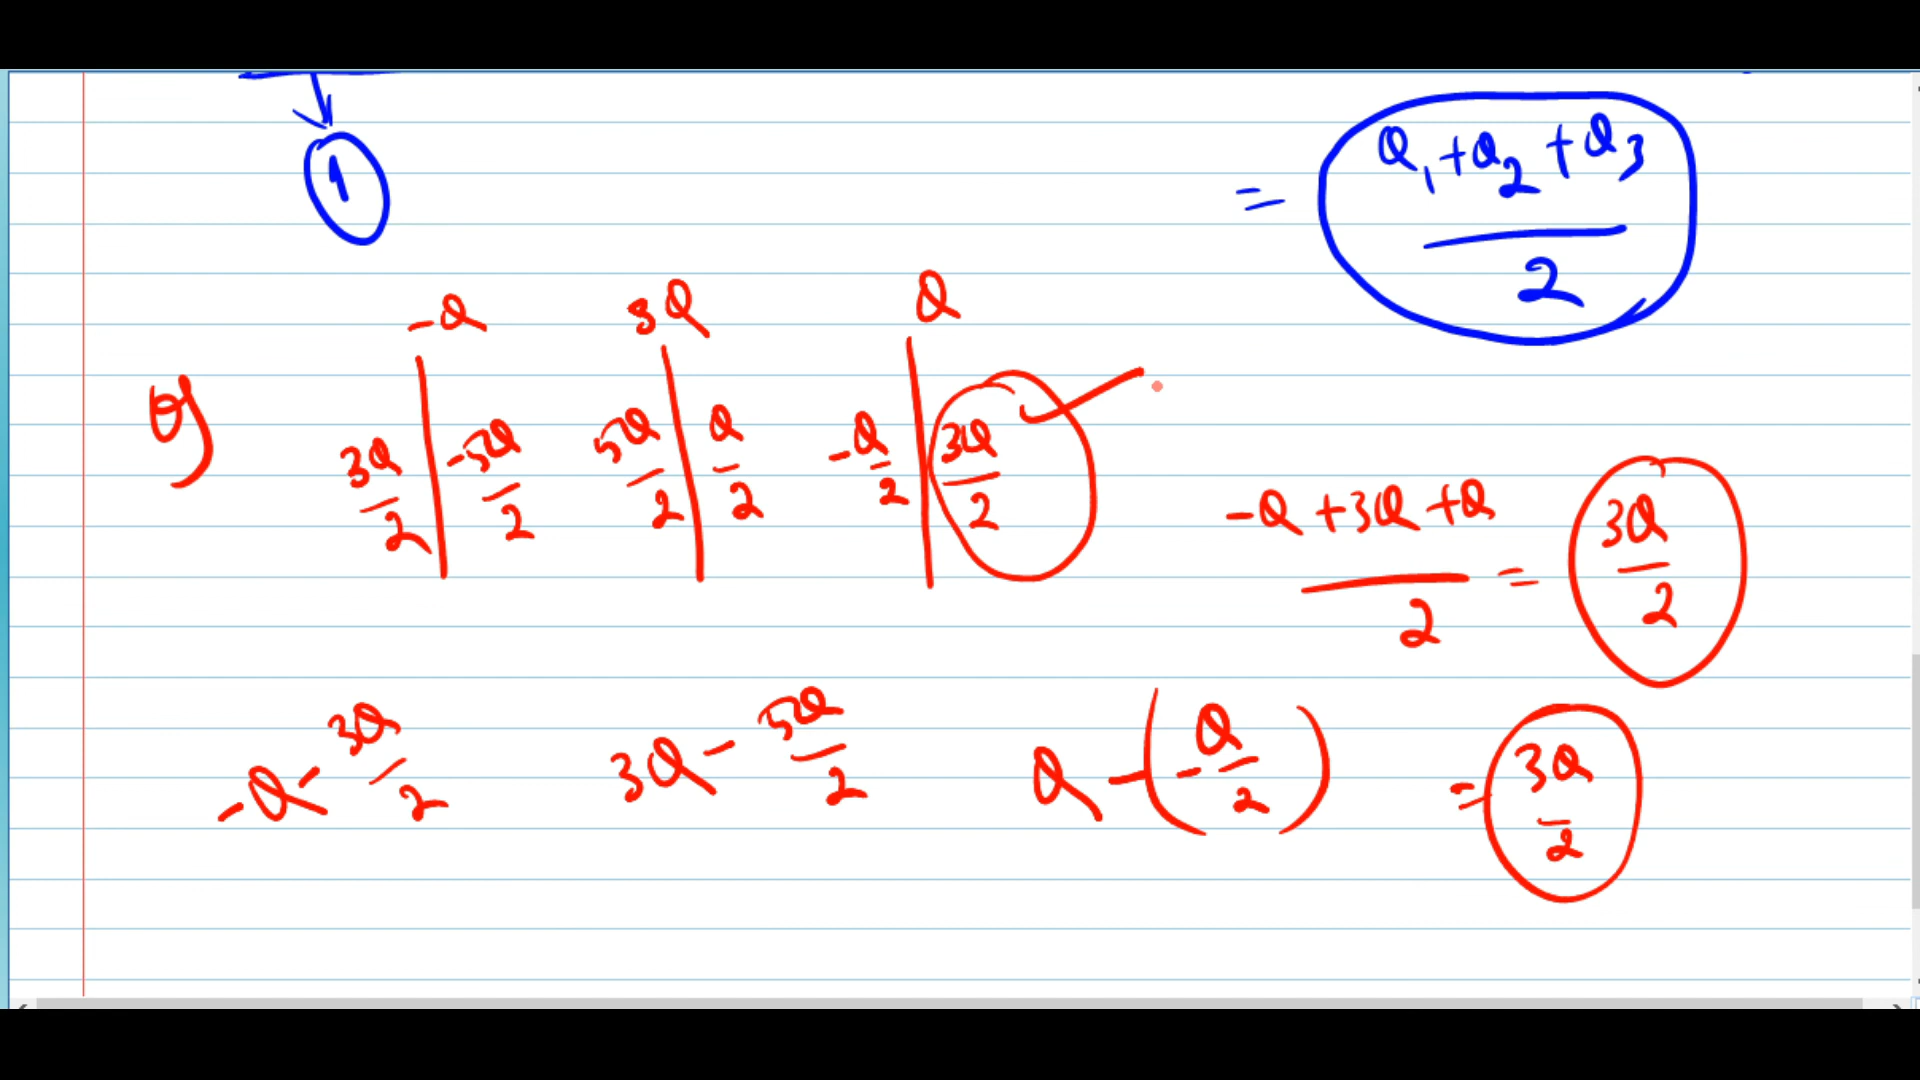 1
= (Q₁ + Q₂ + Q₃)/2
-Q 3Q Q
3Q/2 | -5Q/2 5Q/2 | Q/2 -Q/2 | 3Q/2
(-Q + 3Q + Q)/2 = 3Q/2
-Q - 3Q/2 3Q - 5Q/2 Q - (-Q/2) = 3Q/2